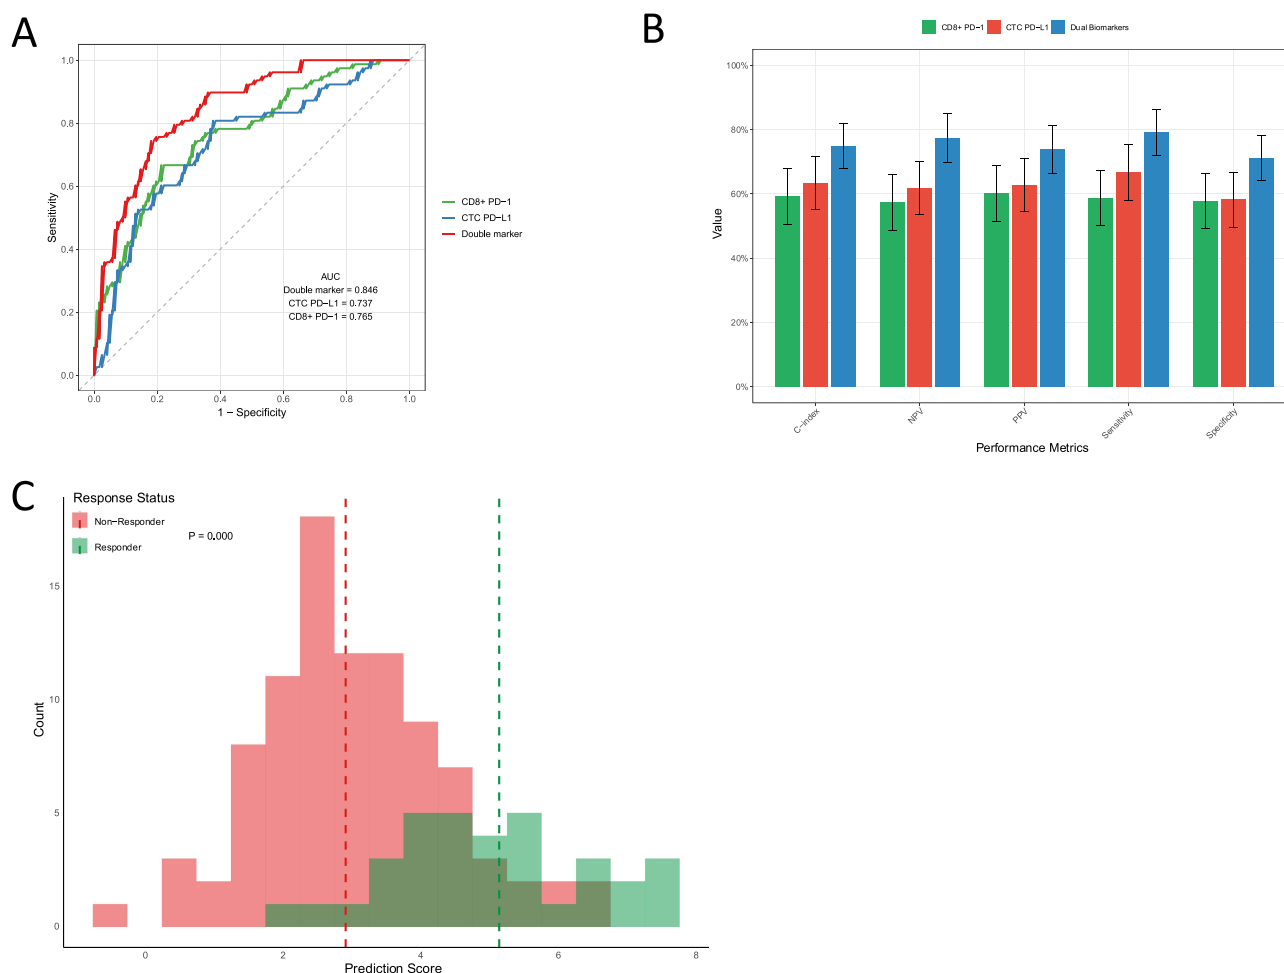 A
1.0
0.8
0.6
0.4
0.2
0.0
Sensitivity
0.0 0.2 0.4 0.6 0.8 1.0
1 − Specificity
AUC
Double marker = 0.846
CTC PD−L1 = 0.737
CD8+ PD−1 = 0.765
CD8+ PD−1
CTC PD−L1
Double marker
B
CD8+ PD−1 CTC PD−L1 Dual Biomarkers
100%
80%
60%
40%
20%
0%
Value
C−index NPV PPV Sensitivity Specificity
Performance Metrics
C
Response Status
Non−Responder
Responder
P = 0.000
15
10
5
0
Count
0 2 4 6 8
Prediction Score